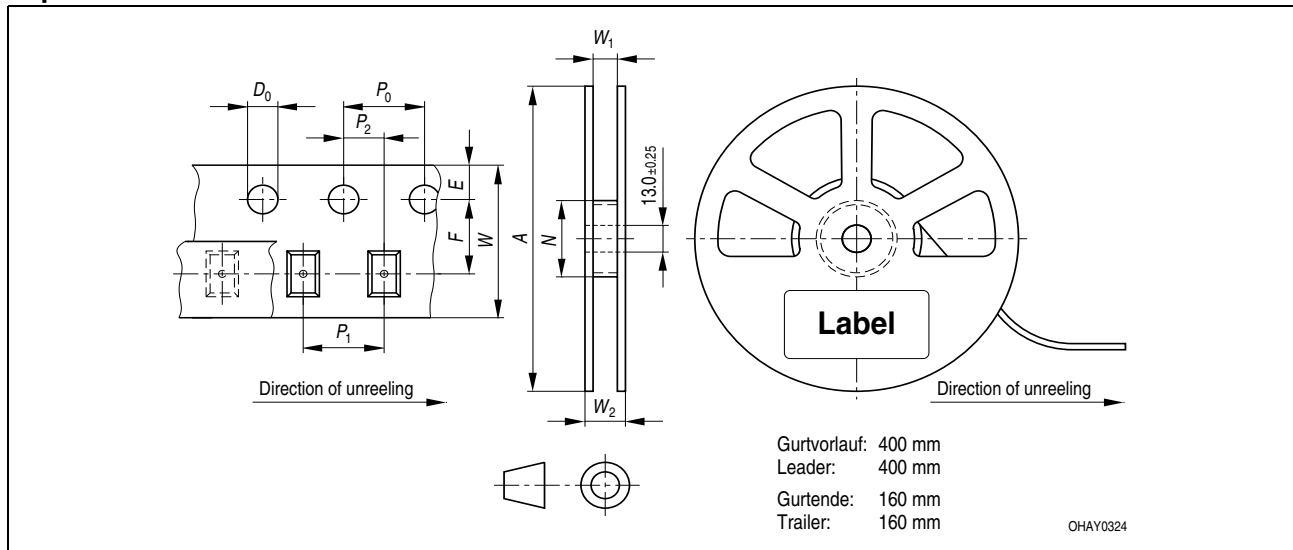 W1
D0
P0
P2
E
F
W
A
N
13.0±0.25
Label
P1
Direction of unreeling
W2
Direction of unreeling
Gurtvorlauf: 400 mm
Leader: 400 mm
Gurtende: 160 mm
Trailer: 160 mm
OHAY0324